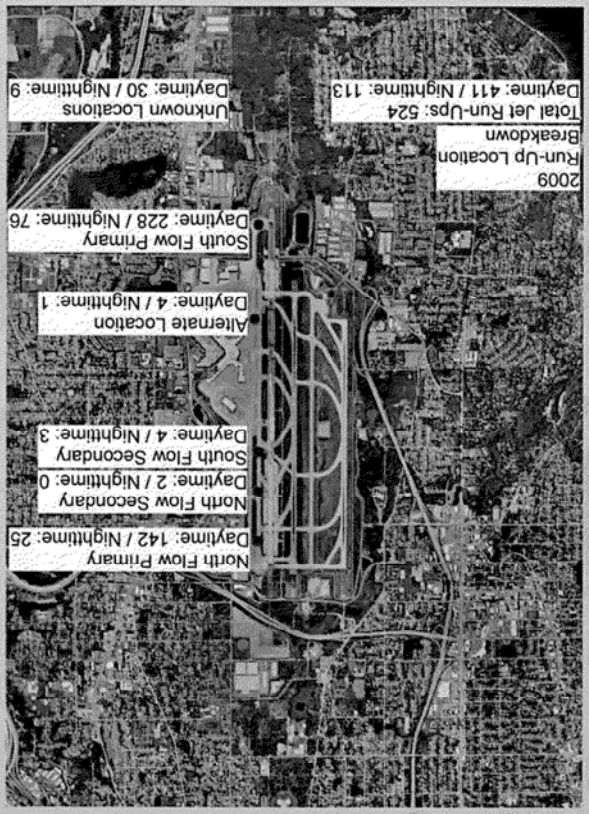 North Flow Primary
Daytime: 142 / Nighttime: 25
North Flow Secondary
Daytime: 2 / Nighttime: 0
South Flow Secondary
Daytime: 4 / Nighttime: 3
Alternate Location
Daytime: 4 / Nighttime: 1
South Flow Primary
Daytime: 228 / Nighttime: 76
2009
Run-Up Location
Breakdown
Total Jet Run-Ups: 524
Daytime: 411 / Nighttime: 113
Unknown Locations
Daytime: 30 / Nighttime: 9